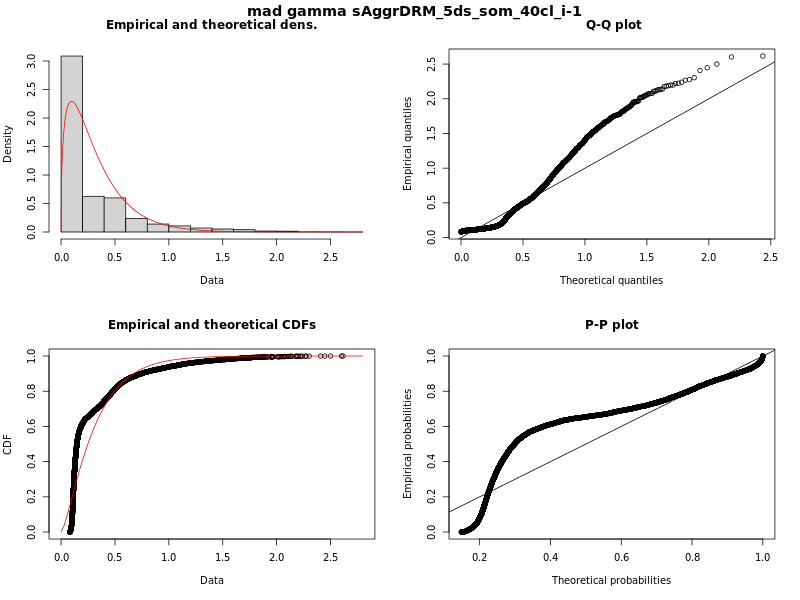 mad gamma sAggrDRM_5ds_som_40cl_i-1
Empirical and theoretical dens.
Density
0.0 0.5 1.0 1.5 2.0 2.5 3.0
0.0 0.5 1.0 1.5 2.0 2.5
Data
Q-Q plot
Empirical quantiles
0.0 0.5 1.0 1.5 2.0 2.5
0.0 0.5 1.0 1.5 2.0 2.5
Theoretical quantiles
Empirical and theoretical CDFs
CDF
0.0 0.2 0.4 0.6 0.8 1.0
0.0 0.5 1.0 1.5 2.0 2.5
Data
P-P plot
Empirical probabilities
0.0 0.2 0.4 0.6 0.8 1.0
0.2 0.4 0.6 0.8 1.0
Theoretical probabilities